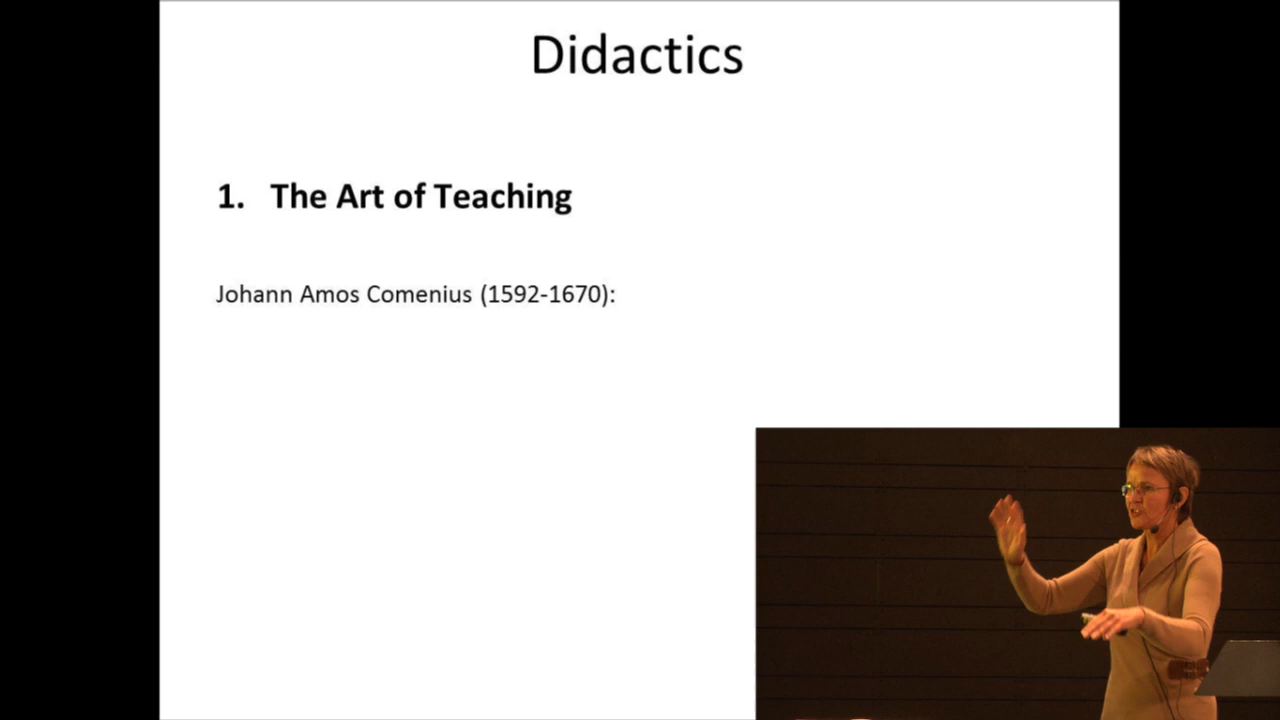 Didactics
1. The Art of Teaching
Johann Amos Comenius (1592-1670):